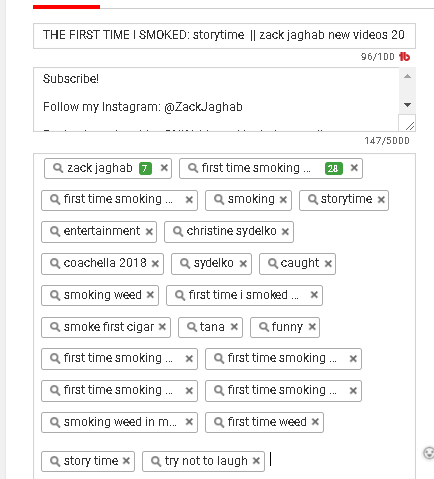 THE FIRST TIME I SMOKED: storytime || zack jaghab new videos 20
96/100 tb
Subscribe!
Follow my Instagram: @ZackJaghab
147/5000
zack jaghab 7 × first time smoking ... 28 ×
first time smoking ... × smoking × storytime ×
entertainment × christine sydelko ×
coachella 2018 × sydelko × caught ×
smoking weed × first time i smoked ... ×
smoke first cigar × tana × funny ×
first time smoking ... × first time smoking ... ×
first time smoking ... × first time smoking ... ×
smoking weed in m... × first time weed ×
story time × try not to laugh ×